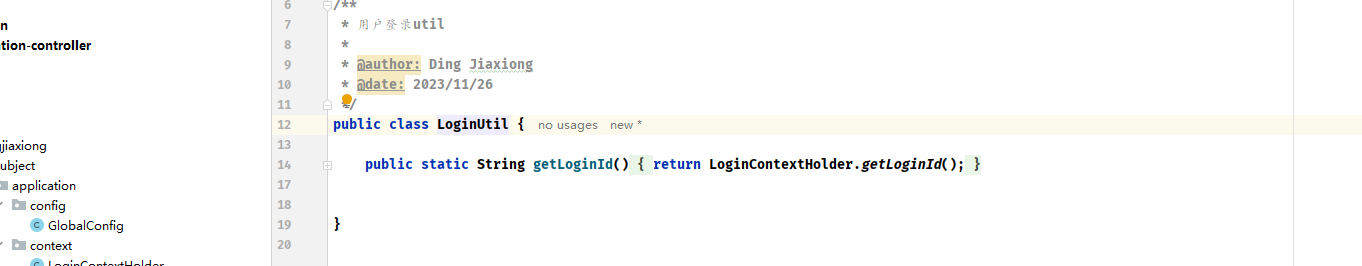 n
tion-controller
jiaxiong
ubject
application
config
GlobalConfig
context
LoginContextHolder
6 /**
7 * 用户登录util
8 *
9 * @author: Ding Jiaxiong
10 * @date: 2023/11/26
11 */
12 public class LoginUtil { no usages new *
13
14 public static String getLoginId() { return LoginContextHolder.getLoginId(); }
17
18
19 }
20